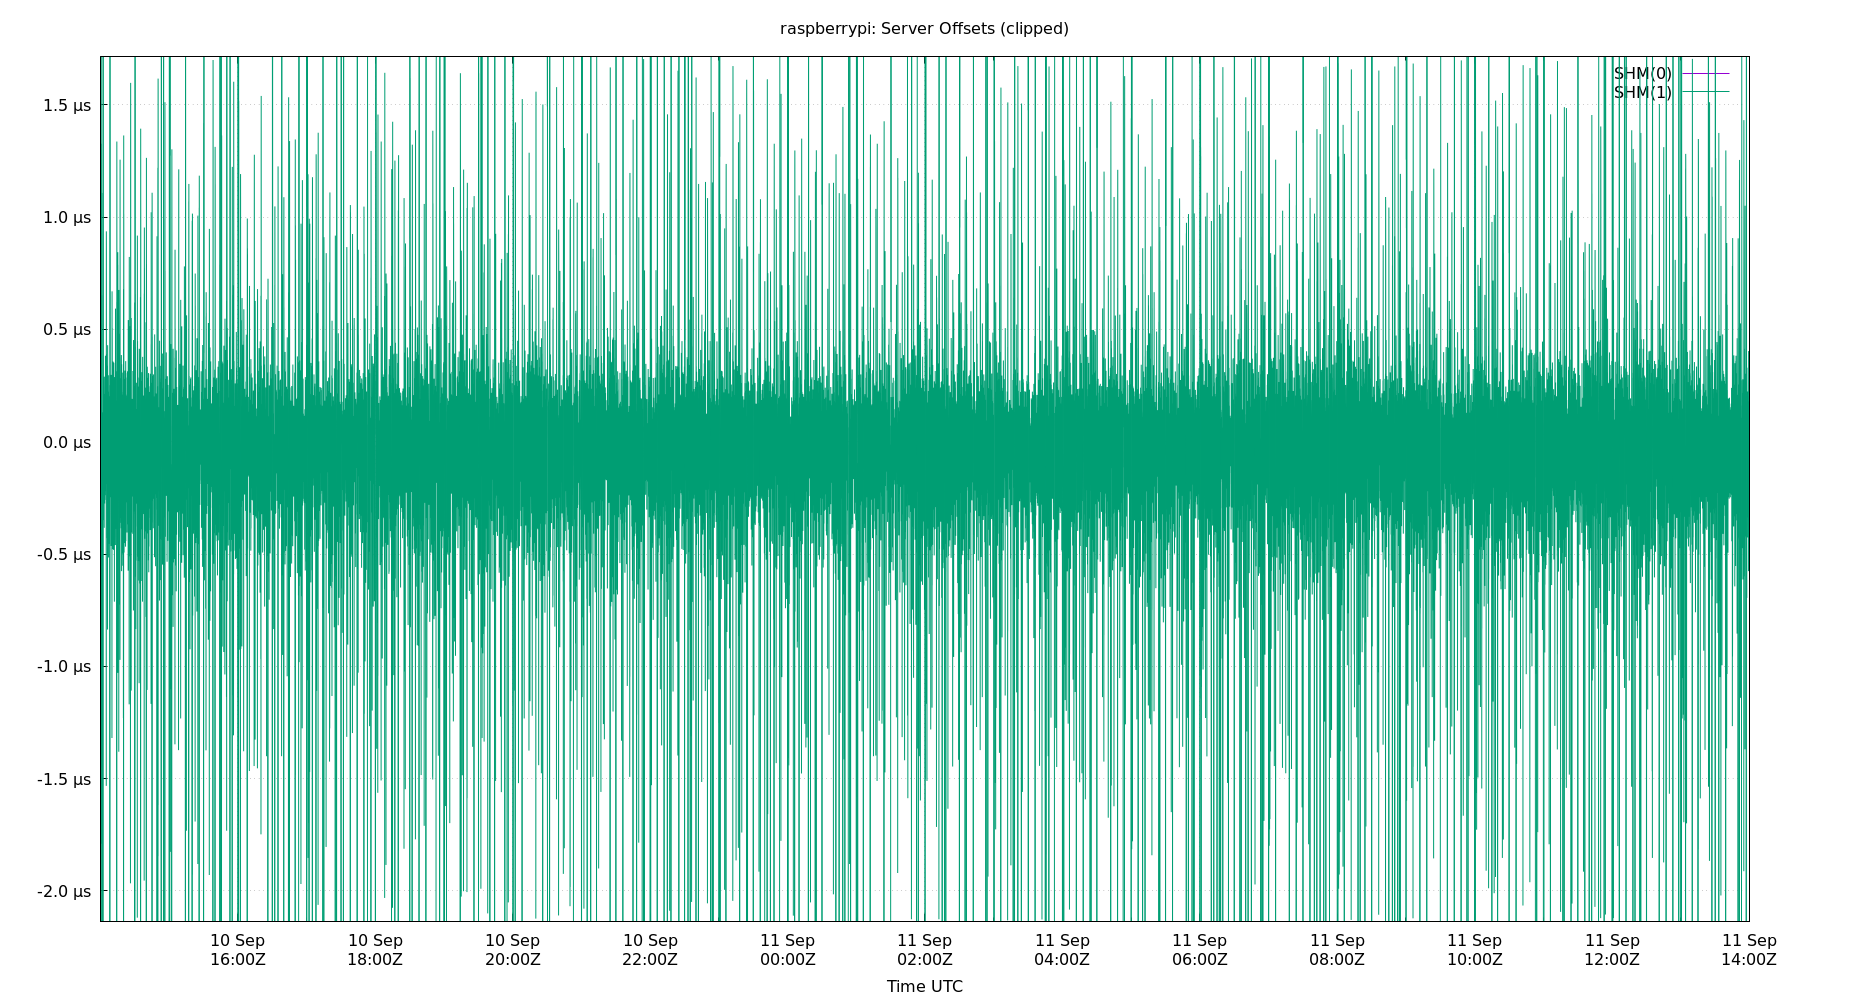 raspberrypi: Server Offsets (clipped)
SHM(0)
SHM(1)
1.5 µs
1.0 µs
0.5 µs
0.0 µs
-0.5 µs
-1.0 µs
-1.5 µs
-2.0 µs
10 Sep 10 Sep 10 Sep 10 Sep 11 Sep 11 Sep 11 Sep 11 Sep 11 Sep 11 Sep 11 Sep 11 Sep
16:00Z 18:00Z 20:00Z 22:00Z 00:00Z 02:00Z 04:00Z 06:00Z 08:00Z 10:00Z 12:00Z 14:00Z
Time UTC